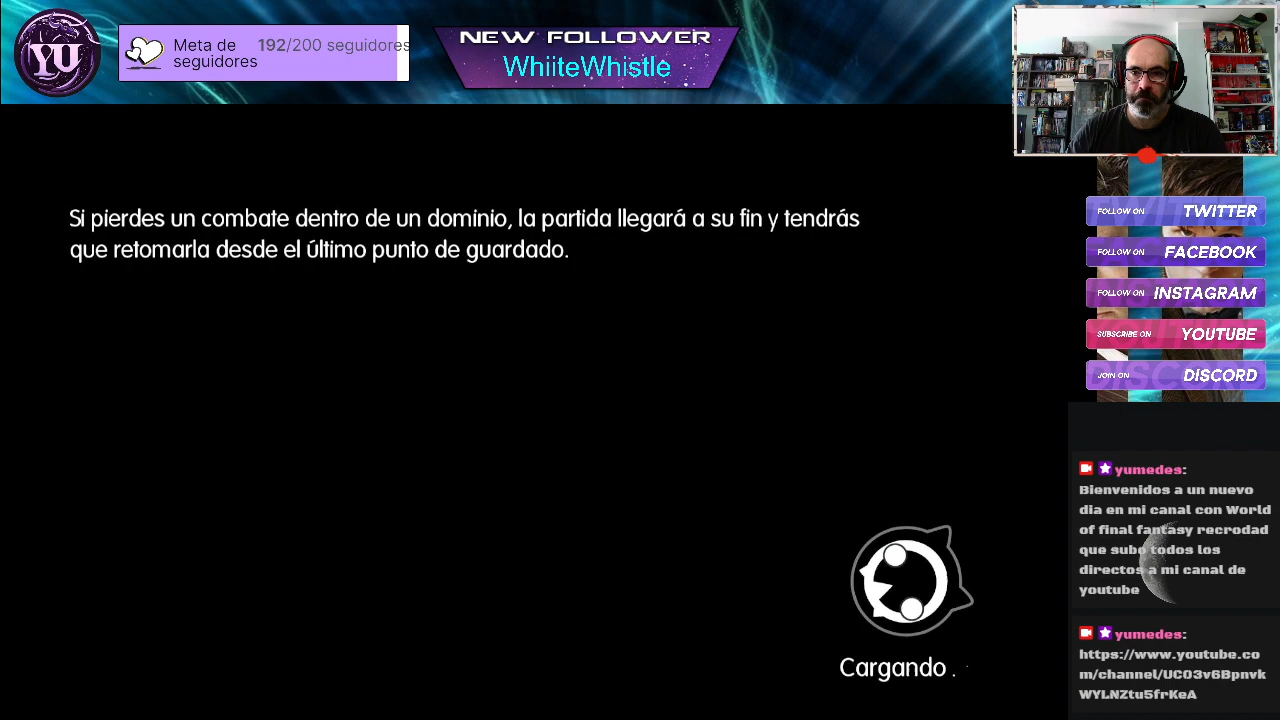 YU
Meta de
seguidores
192/200 seguidores
NEW FOLLOWER
WhiiteWhistle
Si pierdes un combate dentro de un dominio, la partida llegará a su fin y tendrás
que retomarla desde el último punto de guardado.
Cargando .
FOLLOW ON TWITTER
FOLLOW ON FACEBOOK
FOLLOW ON INSTAGRAM
SUBSCRIBE ON YOUTUBE
JOIN ON DISCORD
yumedes:
Bienvenidos a un nuevo
dia en mi canal con World
of final fantasy recrodad
que subo todos los
directos a mi canal de
youtube
yumedes:
https://www.youtube.co
m/channel/UC03v6Bpnvk
WYLNZtu5frKeA